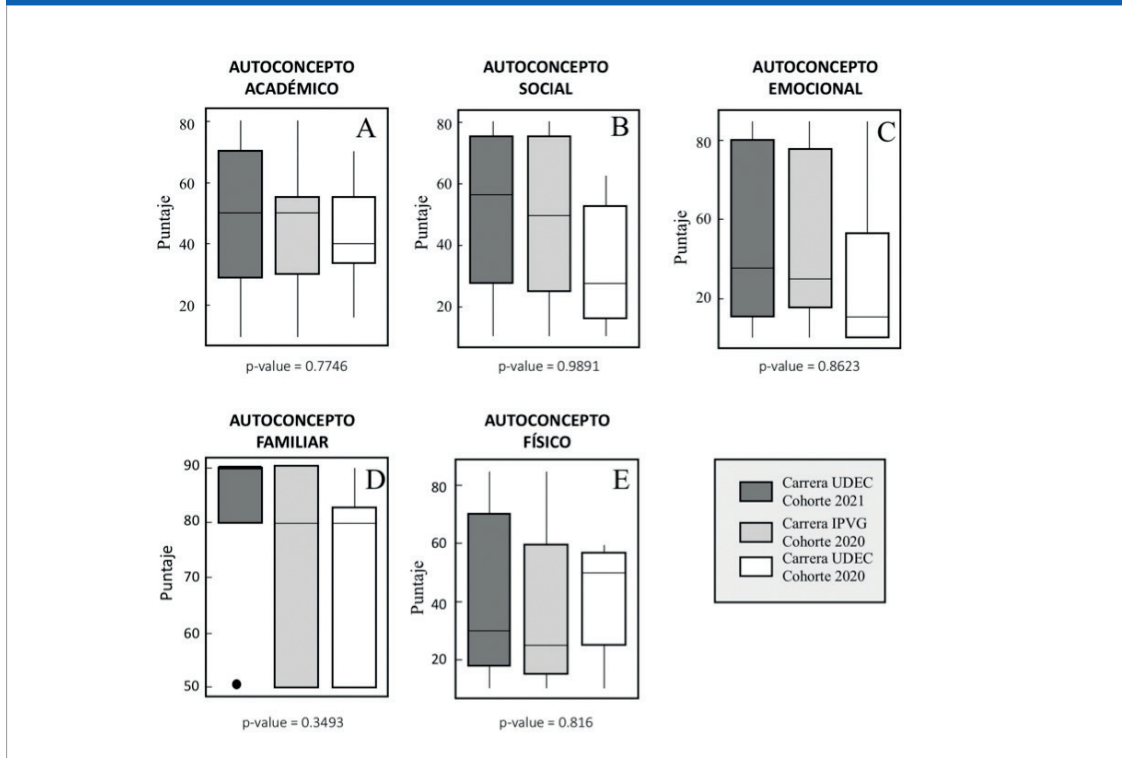 AUTOCONCEPTO
ACADÉMICO
A
80
60
40
20
Puntaje
p-value = 0.7746
AUTOCONCEPTO
SOCIAL
B
80
60
40
20
Puntaje
p-value = 0.9891
AUTOCONCEPTO
EMOCIONAL
C
80
60
20
Puntaje
p-value = 0.8623
AUTOCONCEPTO
FAMILIAR
D
90
80
70
60
50
Puntaje
p-value = 0.3493
AUTOCONCEPTO
FÍSICO
E
80
60
40
20
Puntaje
p-value = 0.816
Carrera UDEC
Cohorte 2021
Carrera IPVG
Cohorte 2020
Carrera UDEC
Cohorte 2020